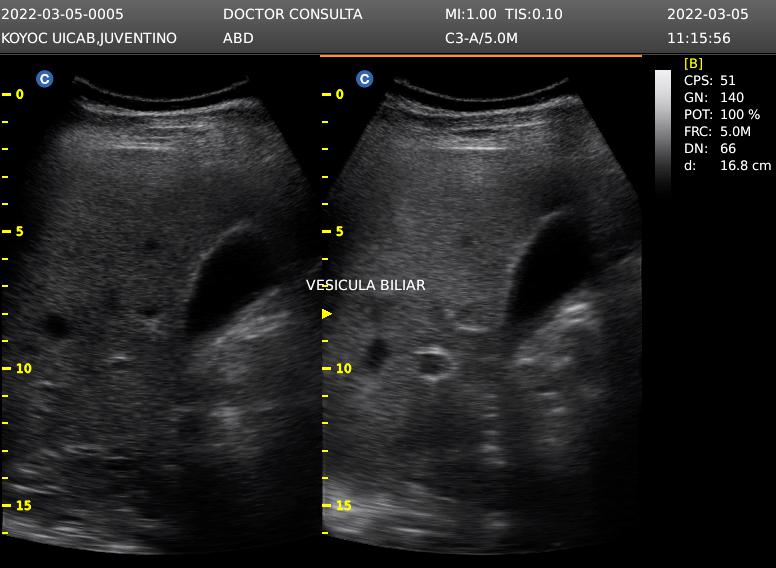 2022-03-05-0005 DOCTOR CONSULTA MI:1.00 TIS:0.10 2022-03-05
KOYOC UICAB,JUVENTINO ABD C3-A/5.0M 11:15:56
C C
[B]
CPS: 51
GN: 140
POT: 100 %
FRC: 5.0M
DN: 66
d: 16.8 cm
0 0
5 5
VESICULA BILIAR
10 10
15 15